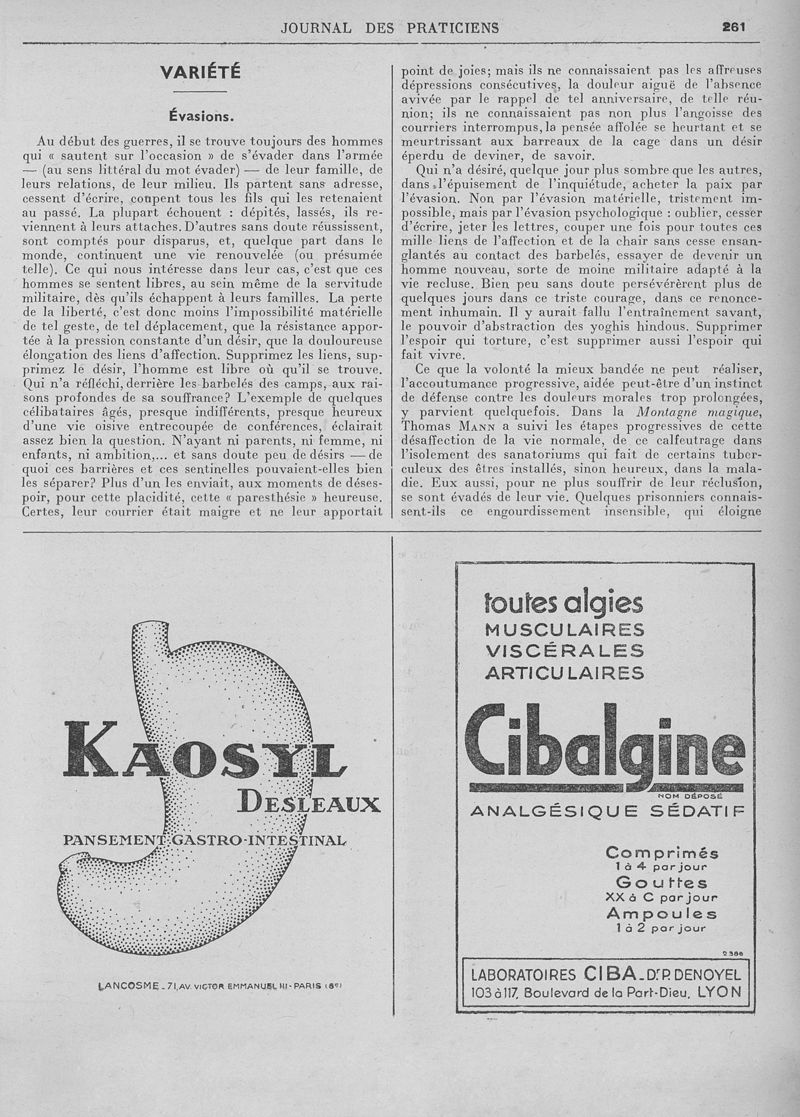 JOURNAL DES PRATICIENS
261
VARIÉTÉ
Évasions.
Au début des guerres, il se trouve toujours des hommes
qui « sautent sur l'occasion » de s'évader dans l'armée
— (au sens littéral du mot évader) — de leur famille, de
leurs relations, de leur milieu. Ils partent sans adresse,
cessent d'écrire, coupent tous les fils qui les retenaient
au passé. La plupart échouent : dépités, lassés, ils re-
viennent à leurs attaches. D'autres sans doute réussissent,
sont comptés pour disparus, et, quelque part dans le
monde, continuent une vie renouvelée (ou présumée
telle). Ce qui nous intéresse dans leur cas, c'est que ces
hommes se sentent libres, au sein même de la servitude
militaire, dès qu'ils échappent à leurs familles. La perte
de la liberté, c'est donc moins l'impossibilité matérielle
de tel geste, de tel déplacement, que la résistance appor-
tée à la pression constante d'un désir, que la douloureuse
élongation des liens d'affection. Supprimez les liens, sup-
primez le désir, l'homme est libre où qu'il se trouve.
Qui n'a réfléchi, derrière les barbelés des camps, aux rai-
sons profondes de sa souffrance? L'exemple de quelques
célibataires âgés, presque indifférents, presque heureux
d'une vie oisive entrecoupée de conférences, éclairait
assez bien la question. N'ayant ni parents, ni femme, ni
enfants, ni ambition,... et sans doute peu de désirs — de
quoi ces barrières et ces sentinelles pouvaient-elles bien
les séparer? Plus d'un les enviait, aux moments de déses-
poir, pour cette placidité, cette « paresthésie » heureuse.
Certes, leur courrier était maigre et ne leur apportait
point de joies; mais ils ne connaissaient pas les affreuses
dépressions consécutives, la douleur aiguë de l'absence
avivée par le rappel de tel anniversaire, de telle réu-
nion; ils ne connaissaient pas non plus l'angoisse des
courriers interrompus, la pensée affolée se heurtant et se
meurtrissant aux barreaux de la cage dans un désir
éperdu de deviner, de savoir.
Qui n'a désiré, quelque jour plus sombre que les autres,
dans l'épuisement de l'inquiétude, acheter la paix par
l'évasion. Non par l'évasion matérielle, tristement im-
possible, mais par l'évasion psychologique : oublier, cesser
d'écrire, jeter les lettres, couper une fois pour toutes ces
mille liens de l'affection et de la chair sans cesse ensan-
glantés au contact des barbelés, essayer de devenir un
homme nouveau, sorte de moine militaire adapté à la
vie recluse. Bien peu sans doute persévérèrent plus de
quelques jours dans ce triste courage, dans ce renonce-
ment inhumain. Il y aurait fallu l'entraînement savant,
le pouvoir d'abstraction des yoghis hindous. Supprimer
l'espoir qui torture, c'est supprimer aussi l'espoir qui
fait vivre.
Ce que la volonté la mieux bandée ne peut réaliser,
l'accoutumance progressive, aidée peut-être d'un instinct
de défense contre les douleurs morales trop prolongées,
y parvient quelquefois. Dans la Montagne magique,
Thomas MANN a suivi les étapes progressives de cette
désaffection de la vie normale, de ce calfeutrage dans
l'isolement des sanatoriums qui fait de certains tuber-
culeux des êtres installés, sinon heureux, dans la mala-
die. Eux aussi, pour ne plus souffrir de leur réclusion,
se sont évadés de leur vie. Quelques prisonniers connais-
sent-ils ce engourdissement insensible, qui éloigne
KAOSYL
DESLEAUX
PANSEMENT GASTRO-INTESTINAL
LANCOSME - 71, AV. VICTOR EMMANUEL III - PARIS (8e)
toutes algies
MUSCULAIRES
VISCÉRALES
ARTICULAIRES
Cibalgine
NOM DÉPOSÉ
ANALGÉSIQUE SÉDATIF
Comprimés
1 à 4 par jour
Gouttes
XX à C par jour
Ampoules
1 à 2 par jour
LABORATOIRES CIBA_Dr. P. DENOYEL
103 à 117, Boulevard de la Part-Dieu, LYON